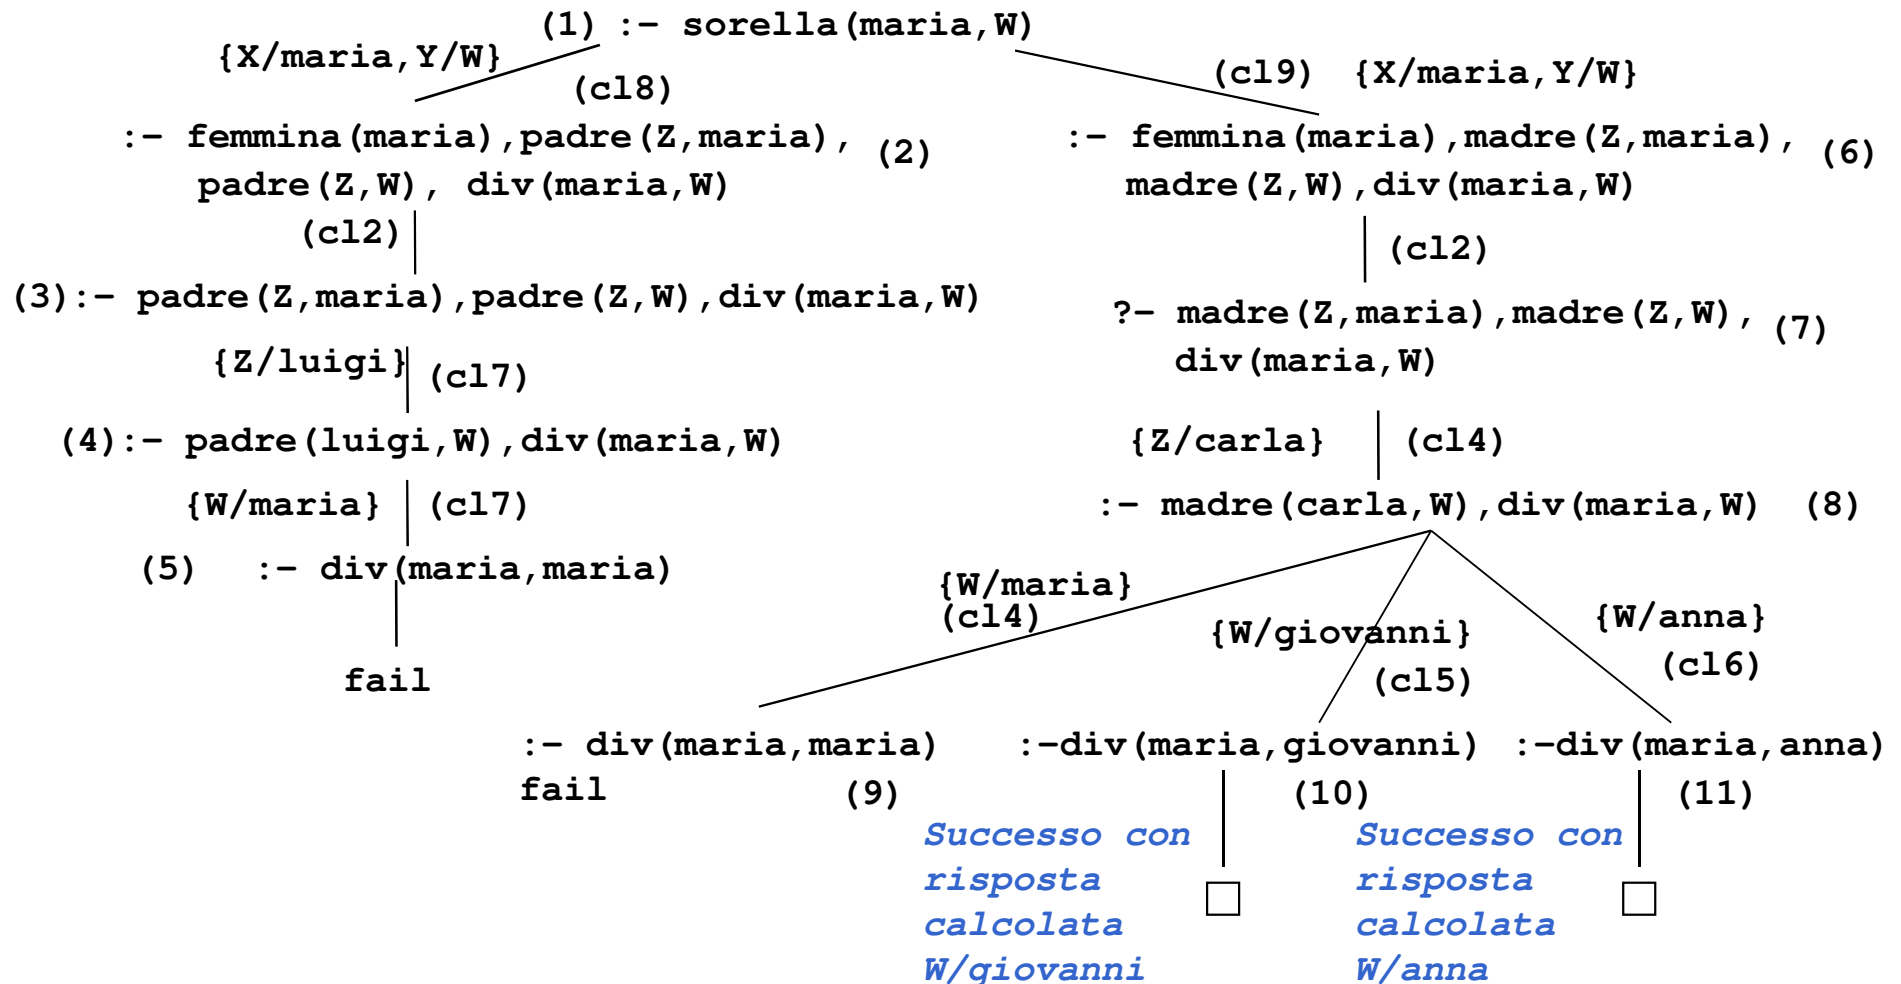 (1) :- sorella(maria,W)
{X/maria,Y/W}
(cl8)
(cl9) {X/maria,Y/W}
:- femmina(maria),padre(Z,maria), (2)
padre(Z,W), div(maria,W)
(cl2)
(3):- padre(Z,maria),padre(Z,W),div(maria,W)
{Z/luigi} (cl7)
(4):- padre(luigi,W),div(maria,W)
{W/maria} (cl7)
(5) :- div(maria,maria)
fail
:- femmina(maria),madre(Z,maria), (6)
madre(Z,W),div(maria,W)
(cl2)
?- madre(Z,maria),madre(Z,W), (7)
div(maria,W)
{Z/carla} (cl4)
:- madre(carla,W),div(maria,W) (8)
{W/maria}
(cl4)
{W/giovanni}
(cl5)
{W/anna}
(cl6)
:- div(maria,maria)
fail (9)
:-div(maria,giovanni)
(10)
Successo con
risposta
calcolata
W/giovanni
:-div(maria,anna)
(11)
Successo con
risposta
calcolata
W/anna